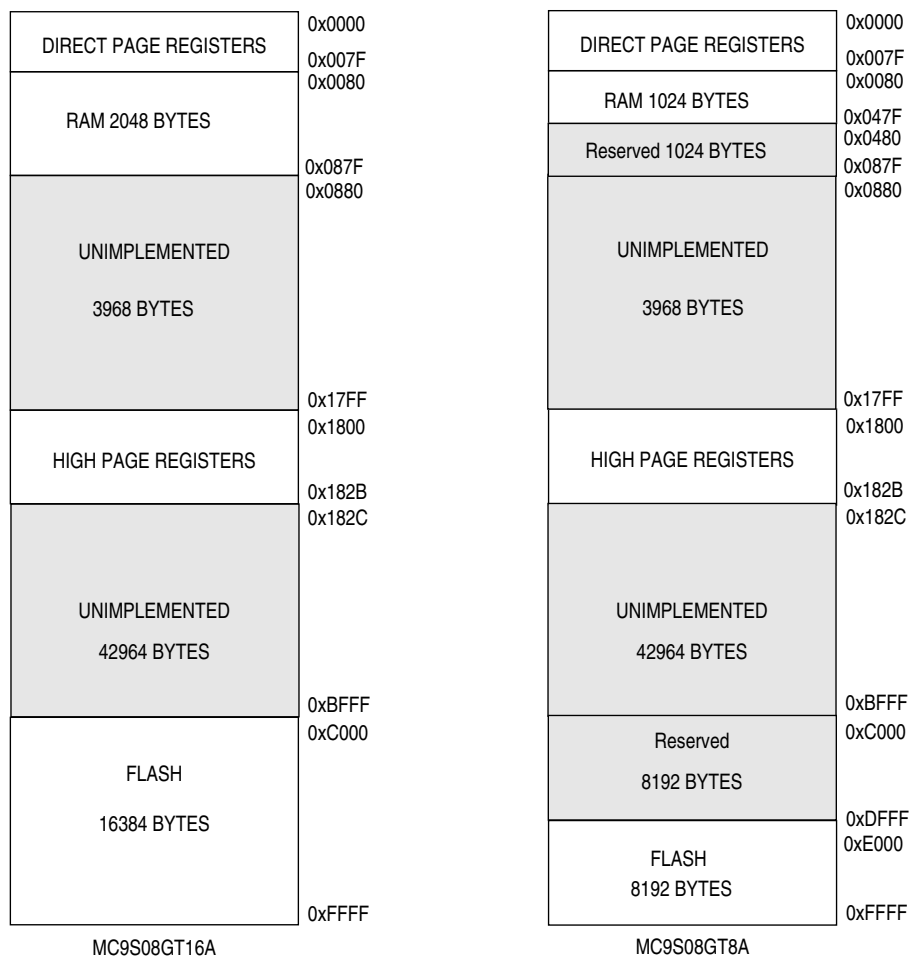 DIRECT PAGE REGISTERS
0x0000
0x007F
0x0080
RAM 2048 BYTES
0x087F
0x0880
UNIMPLEMENTED
3968 BYTES
0x17FF
0x1800
HIGH PAGE REGISTERS
0x182B
0x182C
UNIMPLEMENTED
42964 BYTES
0xBFFF
0xC000
FLASH
16384 BYTES
0xFFFF
MC9S08GT16A
DIRECT PAGE REGISTERS
0x0000
0x007F
0x0080
RAM 1024 BYTES
0x047F
0x0480
Reserved 1024 BYTES
0x087F
0x0880
UNIMPLEMENTED
3968 BYTES
0x17FF
0x1800
HIGH PAGE REGISTERS
0x182B
0x182C
UNIMPLEMENTED
42964 BYTES
0xBFFF
0xC000
Reserved
8192 BYTES
0xDFFF
0xE000
FLASH
8192 BYTES
0xFFFF
MC9S08GT8A